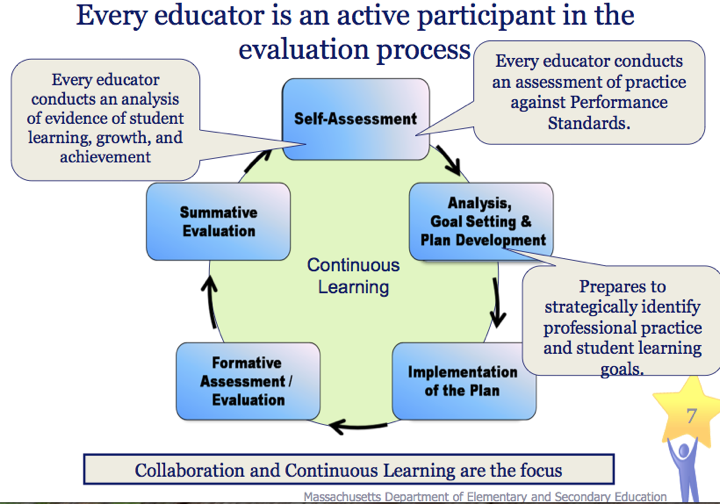 Every educator is an active participant in the
evaluation process
Every educator
conducts an analysis
of evidence of student
learning, growth, and
achievement
Every educator conducts
an assessment of practice
against Performance
Standards.
Self-Assessment
Summative
Evaluation
Analysis,
Goal Setting &
Plan Development
Continuous
Learning
Prepares to
strategically identify
professional practice
and student learning
goals.
Formative
Assessment /
Evaluation
Implementation
of the Plan
7
Collaboration and Continuous Learning are the focus
Massachusetts Department of Elementary and Secondary Education